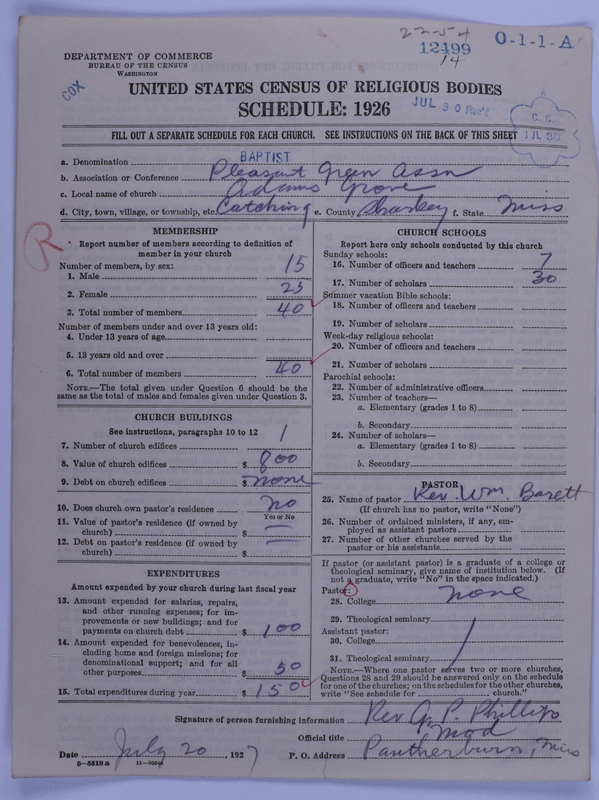 22-54
12499
14
O-1-1-A
DEPARTMENT OF COMMERCE
BUREAU OF THE CENSUS
WASHINGTON
COX
UNITED STATES CENSUS OF RELIGIOUS BODIES
SCHEDULE: 1926
JUL 30 Rec'd
C. C.
JUL 30
FILL OUT A SEPARATE SCHEDULE FOR EACH CHURCH. SEE INSTRUCTIONS ON THE BACK OF THIS SHEET
a. Denomination BAPTIST
b. Association or Conference Pleasant Green Assn
c. Local name of church Adams Grove
d. City, town, village, or township, etc. Catching e. County Sharkey f. State Miss
R.
MEMBERSHIP
Report number of members according to definition of
member in your church
Number of members, by sex:
1. Male 15
2. Female 25
3. Total number of members 40
Number of members under and over 13 years old:
4. Under 13 years of age
5. 13 years old and over
6. Total number of members 40
NOTE.—The total given under Question 6 should be the
same as the total of males and females given under Question 3.
CHURCH BUILDINGS
See instructions, paragraphs 10 to 12
7. Number of church edifices 1
8. Value of church edifices $ 800
9. Debt on church edifices $ none
10. Does church own pastor's residence no
Yes or No
11. Value of pastor's residence (if owned by
church) $ —
12. Debt on pastor's residence (if owned by
church) $ —
EXPENDITURES
Amount expended by your church during last fiscal year
13. Amount expended for salaries, repairs,
and other running expenses; for im-
provements or new buildings; and for
payments on church debt $ 100
14. Amount expended for benevolences, in-
cluding home and foreign missions; for
denominational support; and for all
other purposes $ 50
15. Total expenditures during year $ 150
CHURCH SCHOOLS
Report here only schools conducted by this church
Sunday schools:
16. Number of officers and teachers 7
17. Number of scholars 30
Summer vacation Bible schools:
18. Number of officers and teachers
19. Number of scholars
Week-day religious schools:
20. Number of officers and teachers
21. Number of scholars
Parochial schools:
22. Number of administrative officers
23. Number of teachers—
a. Elementary (grades 1 to 8)
b. Secondary
24. Number of scholars—
a. Elementary (grades 1 to 8)
b. Secondary
PASTOR
25. Name of pastor Rev. Wm. Barett
(If church has no pastor, write "None")
26. Number of ordained ministers, if any, em-
ployed as assistant pastors
27. Number of other churches served by the
pastor or his assistants
If pastor (or assistant pastor) is a graduate of a college or
theological seminary, give name of institution below. (If
not a graduate, write "No" in the space indicated.)
Pastor:
28. College none
29. Theological seminary
Assistant pastor:
30. College
31. Theological seminary
NOTE.—Where one pastor serves two or more churches,
Questions 28 and 29 should be answered only on the schedule
for one of the churches; on the schedules for the other churches,
write "See schedule for church."
Signature of person furnishing information Rev G. P. Phillips
Official title Mod
Date July 20, 1927 P. O. Address Pantherburn, Miss
8-5518a